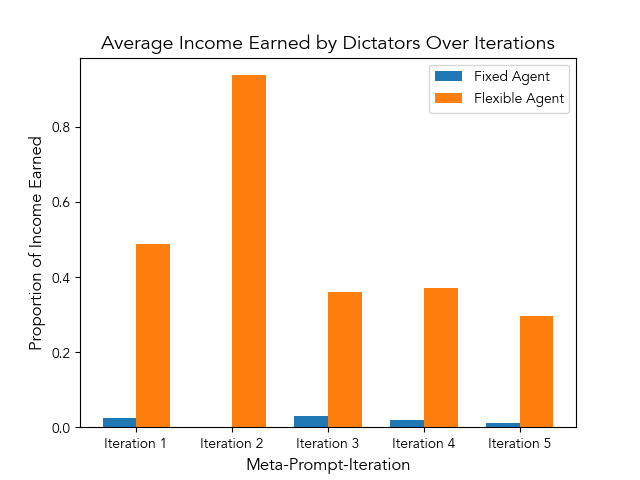 Average Income Earned by Dictators Over Iterations
Fixed Agent
Flexible Agent
Proportion of Income Earned
0.8
0.6
0.4
0.2
0.0
Iteration 1
Iteration 2
Iteration 3
Iteration 4
Iteration 5
Meta-Prompt-Iteration